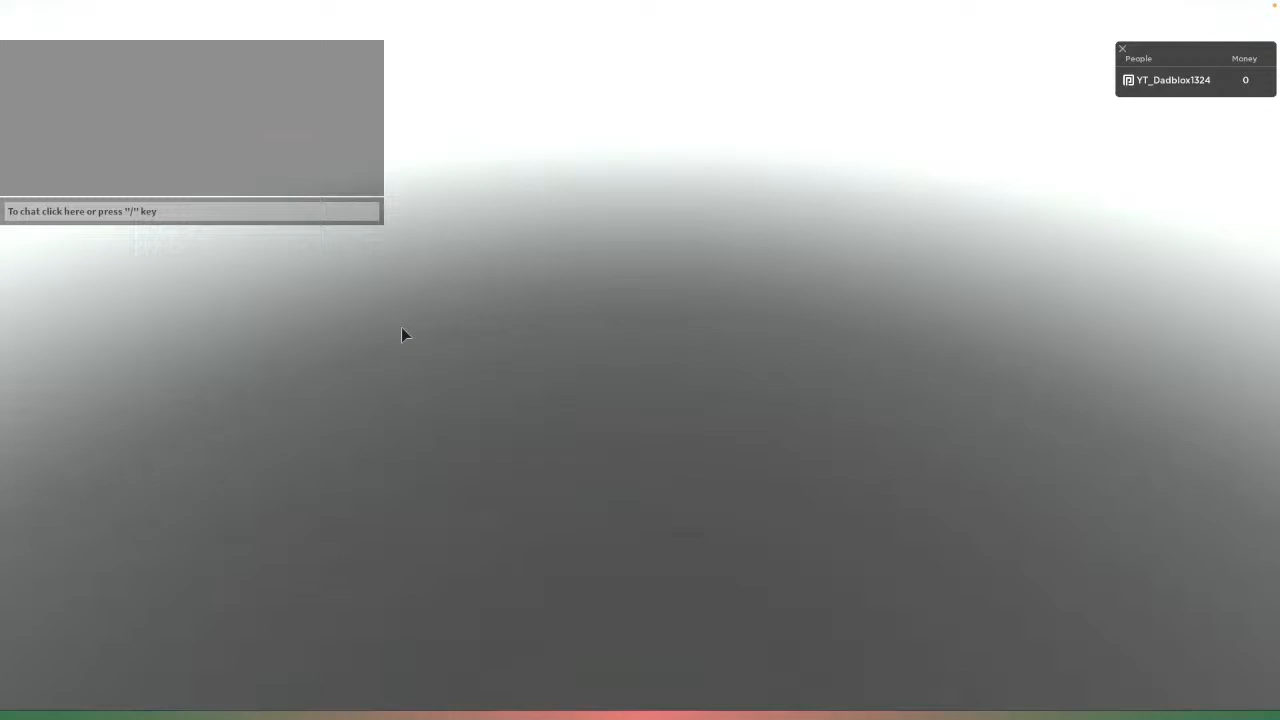 People Money
YT_Dadblox1324 0
To chat click here or press "/" key